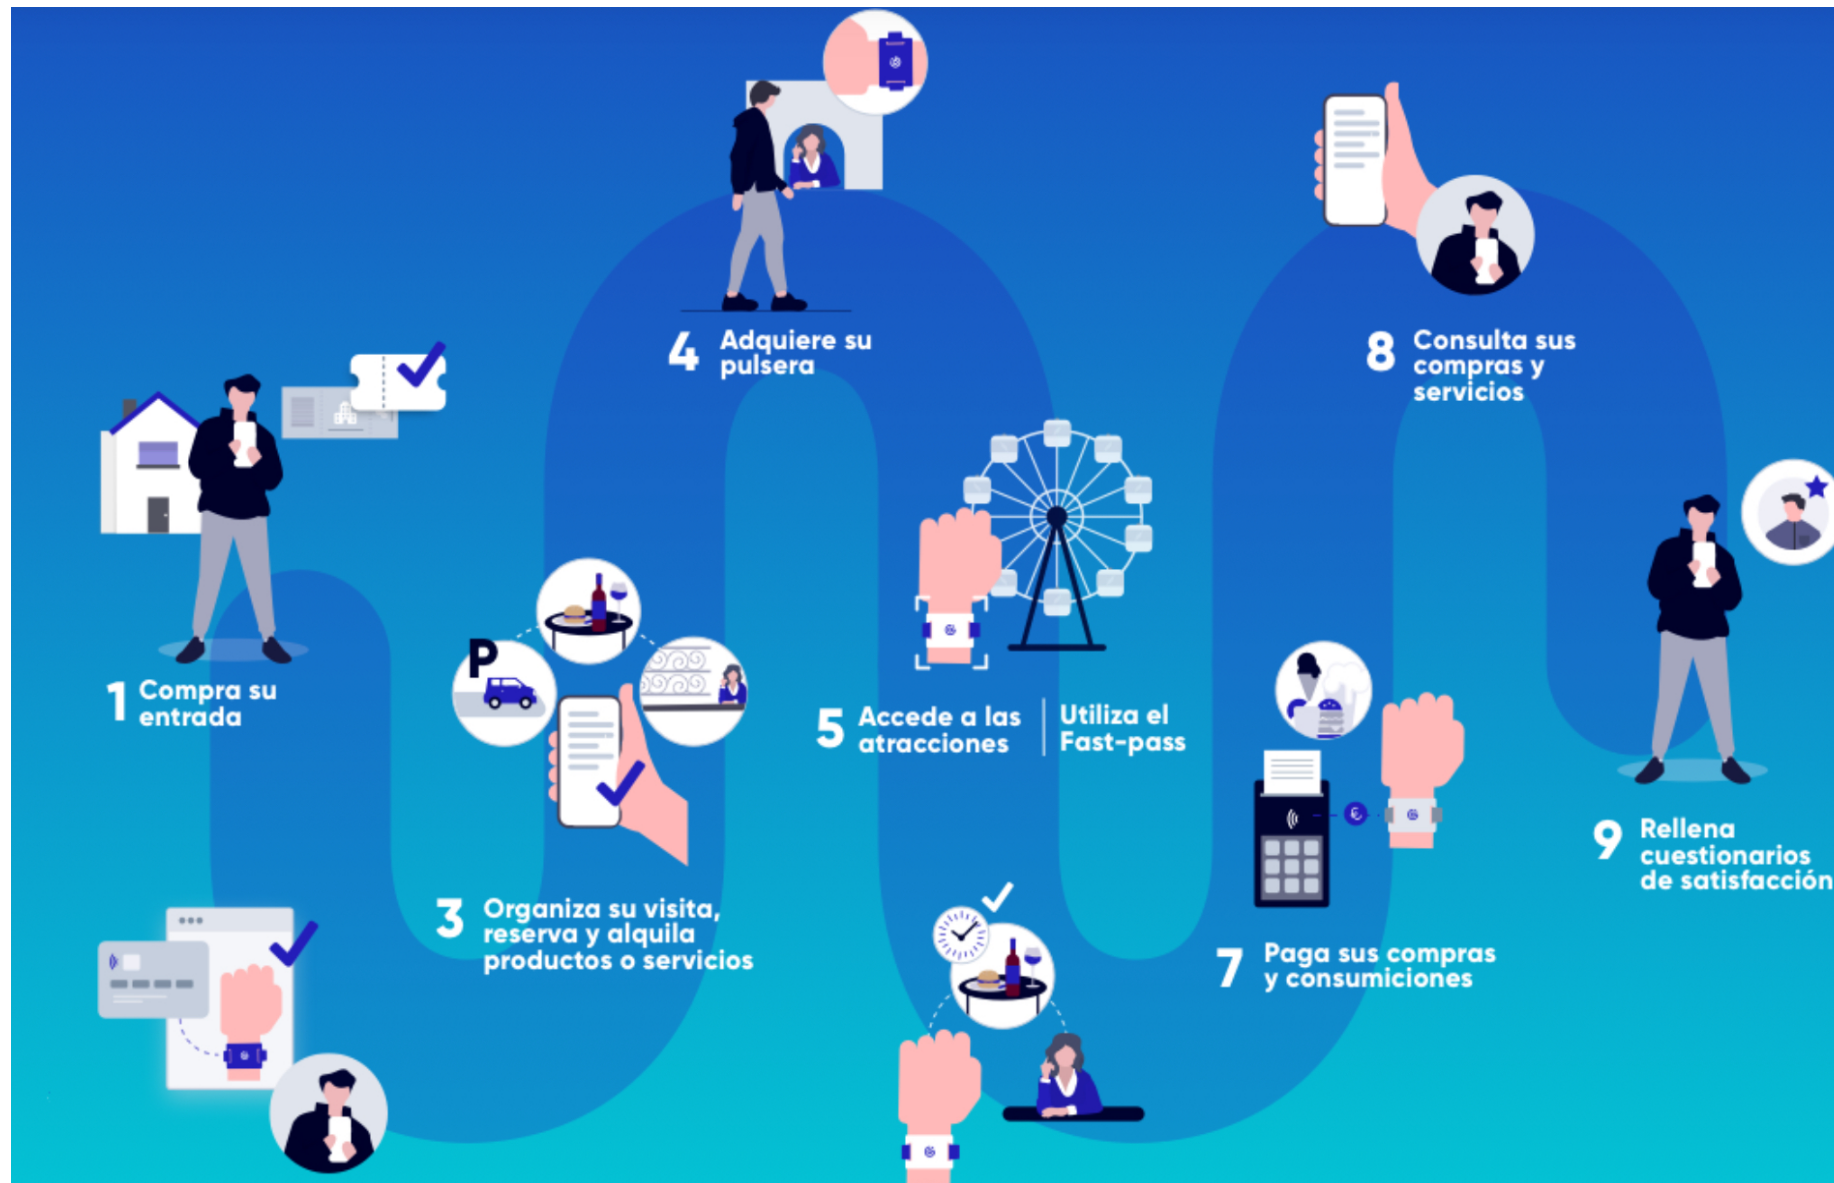 1 Compra su
entrada
3 Organiza su visita,
reserva y alquila
productos o servicios
P
4 Adquiere su
pulsera
5 Accede a las
atracciones
Utiliza el
Fast-pass
7 Paga sus compras
y consumiciones
8 Consulta sus
compras y
servicios
9 Rellena
cuestionarios
de satisfacción